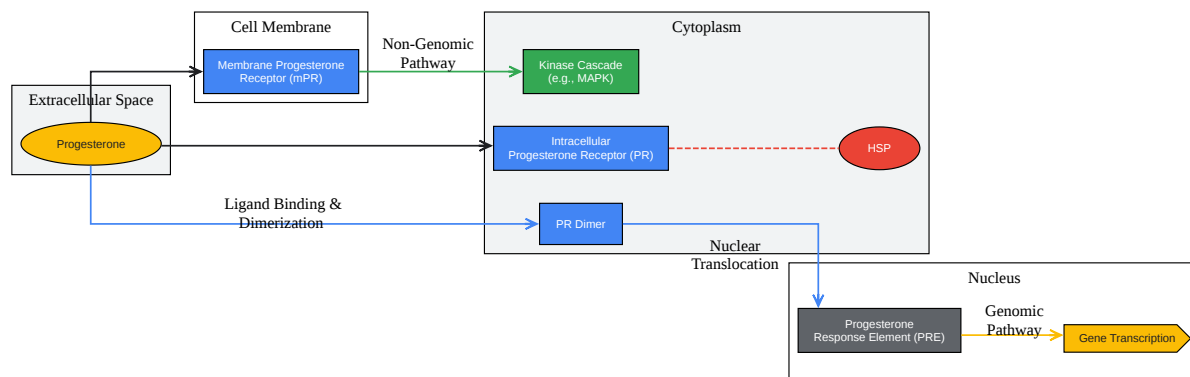 Cell Membrane
Membrane Progesterone
Receptor (mPR)
Non-Genomic
Pathway
Cytoplasm
Kinase Cascade
(e.g., MAPK)
Extracellular Space
Progesterone
Intracellular
Progesterone Receptor (PR)
HSP
Ligand Binding &
Dimerization
PR Dimer
Nuclear
Translocation
Nucleus
Progesterone
Response Element (PRE)
Genomic
Pathway
Gene Transcription